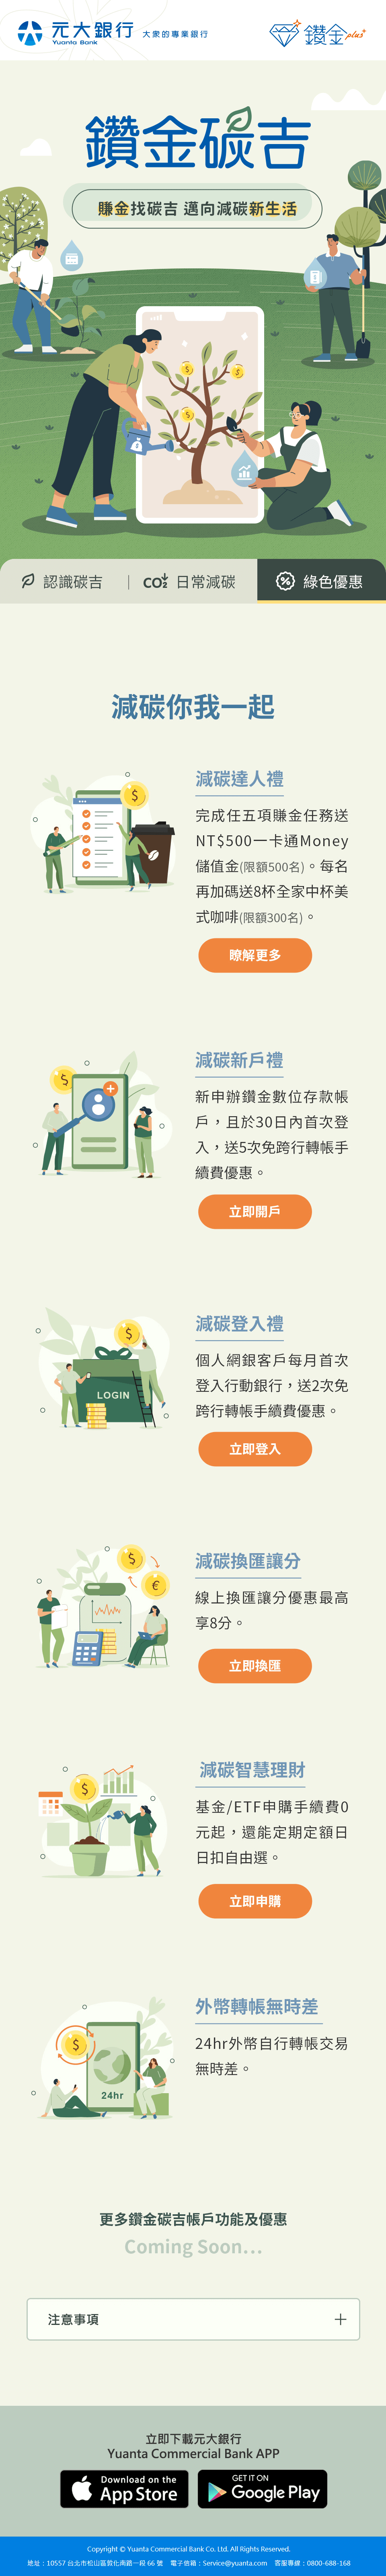 元大銀行 大衆的專業銀行
Yuanta Bank
鑽金plus+
鑽金碳吉
賺金找碳吉 邁向減碳新生活
認識碳吉
CO2 日常減碳
綠色優惠
減碳你我一起
減碳達人禮
完成任五項賺金任務送
NT$500一卡通Money
儲值金(限額500名)。每名
再加碼送8杯全家中杯美
式咖啡(限額300名)。
瞭解更多
減碳新戶禮
新申辦鑽金數位存款帳
戶，且於30日內首次登
入，送5次免跨行轉帳手
續費優惠。
立即開戶
LOGIN
減碳登入禮
個人網銀客戶每月首次
登入行動銀行，送2次免
跨行轉帳手續費優惠。
立即登入
減碳換匯讓分
線上換匯讓分優惠最高
享8分。
立即換匯
減碳智慧理財
基金/ETF申購手續費0
元起，還能定期定額日
日扣自由選。
立即申購
24hr
外幣轉帳無時差
24hr外幣自行轉帳交易
無時差。
更多鑽金碳吉帳戶功能及優惠
Coming Soon...
注意事項
立即下載元大銀行
Yuanta Commercial Bank APP
Download on the
App Store
GET IT ON
Google Play
Copyright © Yuanta Commercial Bank Co. Ltd. All Rights Reserved.
地址：10557 台北市松山區敦化南路一段 66 號 電子信箱：Service@yuanta.com 客服專線：0800-688-168